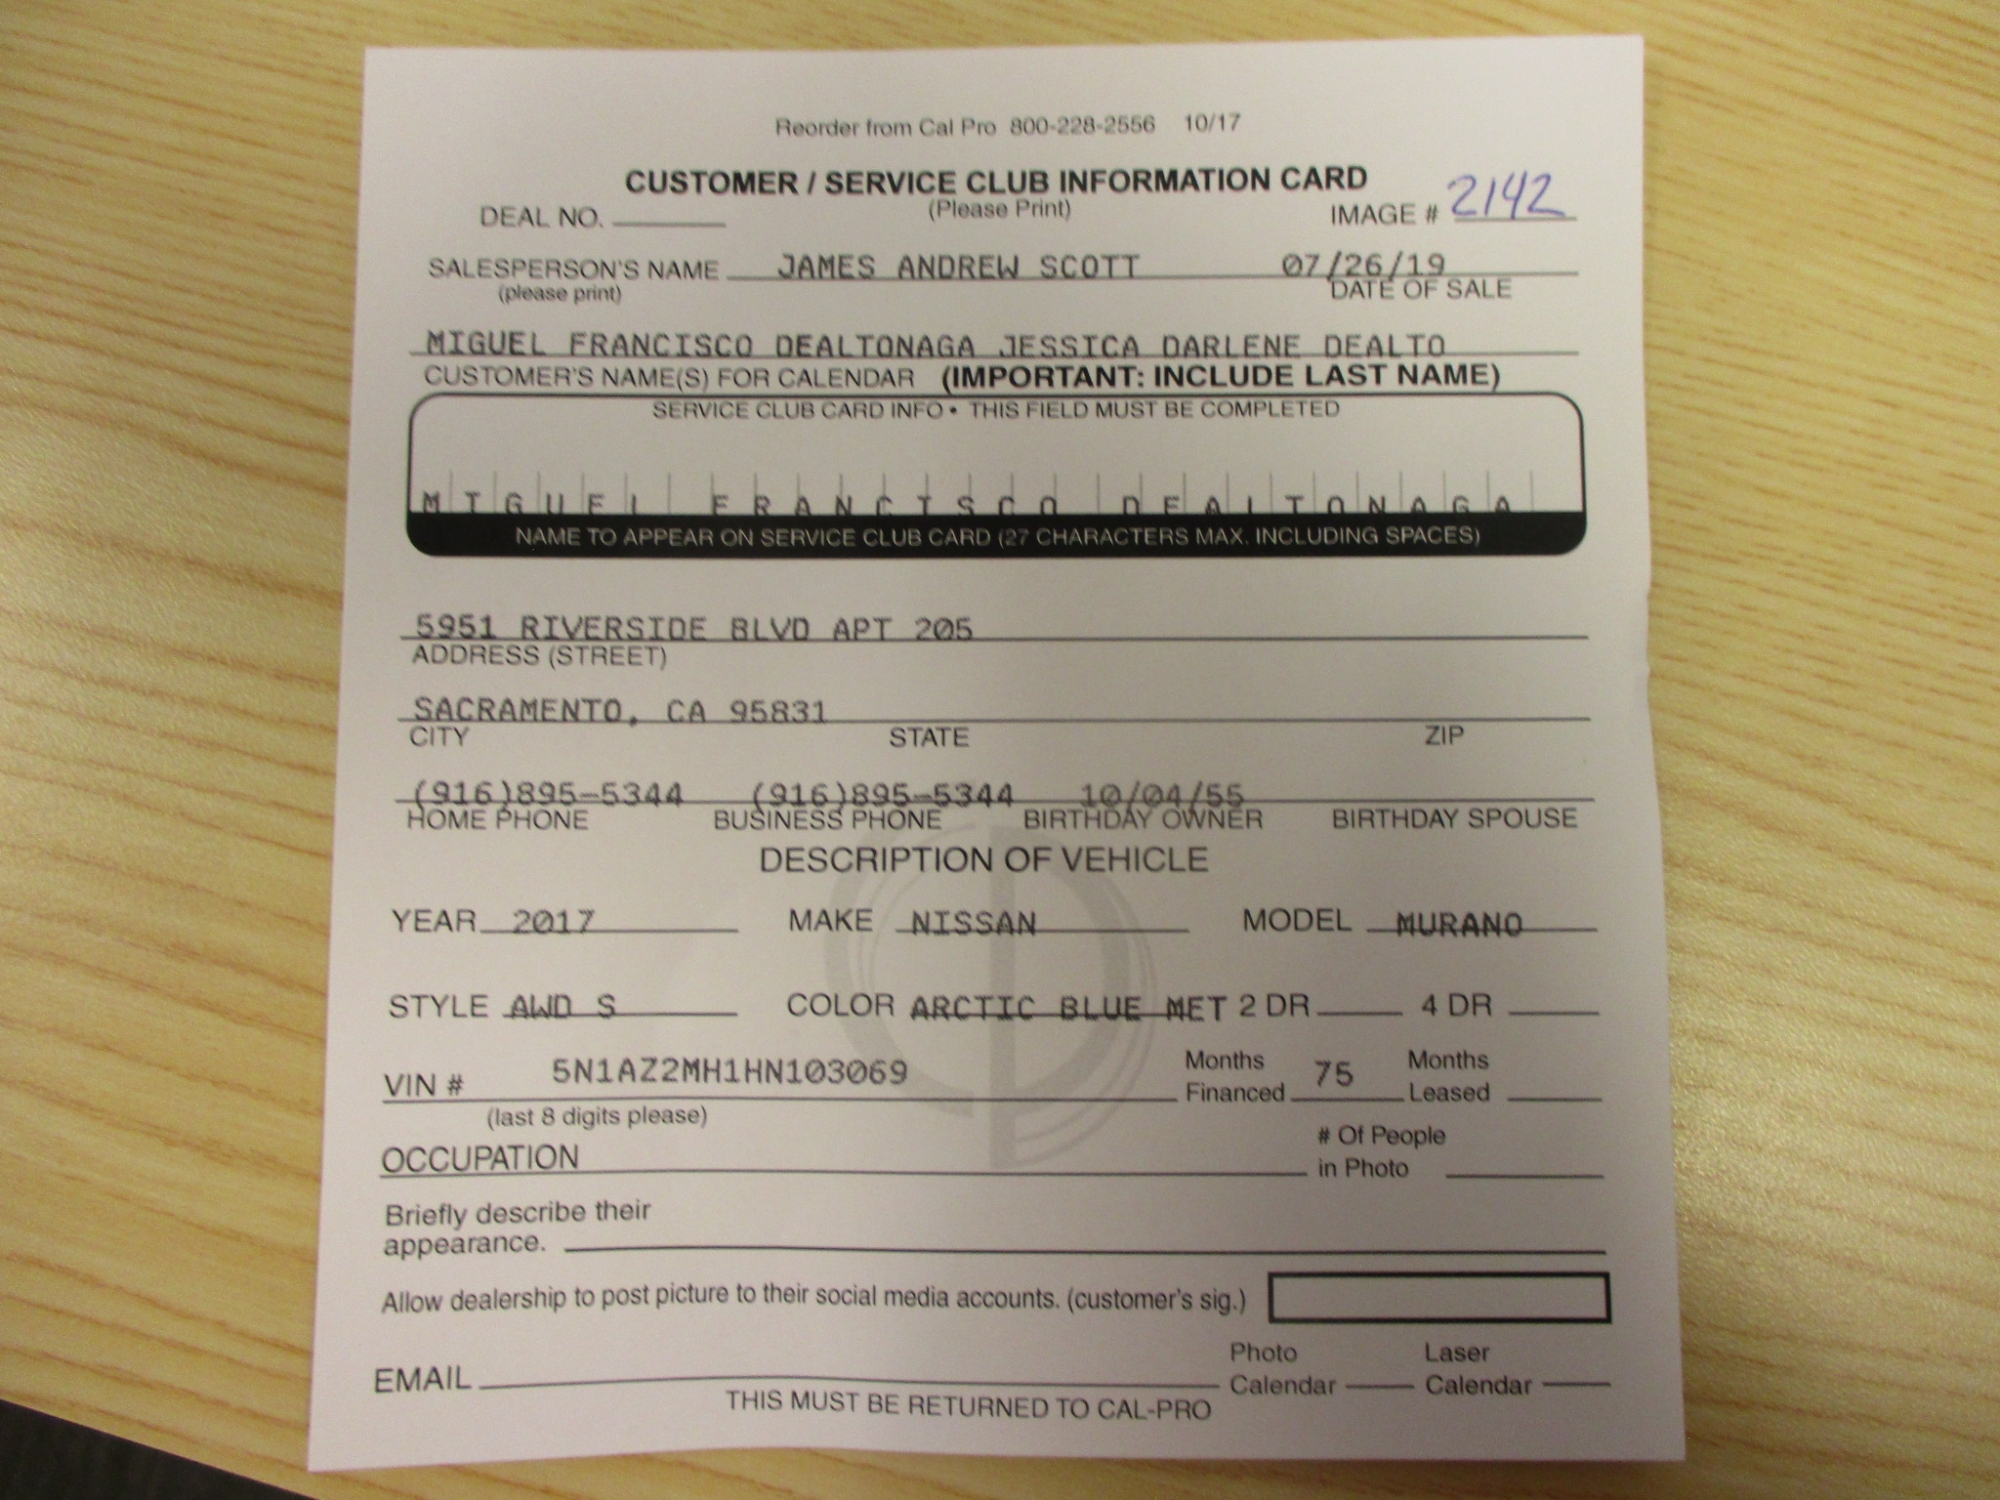 Reorder from Cal Pro 800-228-2556 10/17
CUSTOMER / SERVICE CLUB INFORMATION CARD
(Please Print)
DEAL NO. IMAGE # 2142
SALESPERSON'S NAME JAMES ANDREW SCOTT 07/26/19
(please print) DATE OF SALE
MIGUEL FRANCISCO DEALTONAGA JESSICA DARLENE DEALTO
CUSTOMER'S NAME(S) FOR CALENDAR (IMPORTANT: INCLUDE LAST NAME)
SERVICE CLUB CARD INFO • THIS FIELD MUST BE COMPLETED
MIGUEL FRANCISCO DEALTONAGA
NAME TO APPEAR ON SERVICE CLUB CARD (27 CHARACTERS MAX. INCLUDING SPACES)
5951 RIVERSIDE BLVD APT 205
ADDRESS (STREET)
SACRAMENTO, CA 95831
CITY STATE ZIP
(916)895-5344 (916)895-5344 10/04/55
HOME PHONE BUSINESS PHONE BIRTHDAY OWNER BIRTHDAY SPOUSE
DESCRIPTION OF VEHICLE
YEAR 2017 MAKE NISSAN MODEL MURANO
STYLE AWD S COLOR ARCTIC BLUE MET 2 DR 4 DR
VIN # 5N1AZ2MH1HN103069 Months Financed 75 Months Leased
(last 8 digits please)
OCCUPATION # Of People in Photo
Briefly describe their
appearance.
Allow dealership to post picture to their social media accounts. (customer's sig.)
EMAIL Photo Calendar Laser Calendar
THIS MUST BE RETURNED TO CAL-PRO